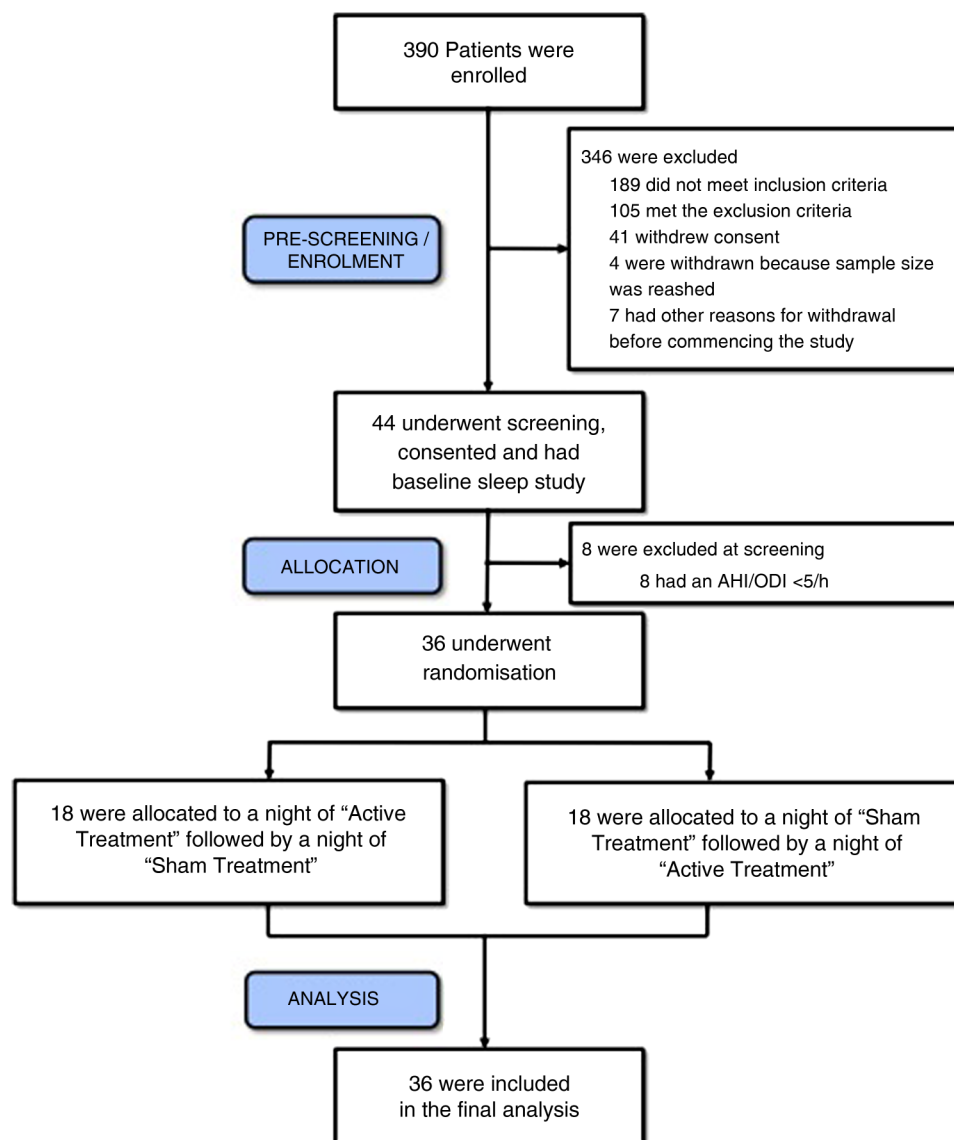 390 Patients were
enrolled
346 were excluded
189 did not meet inclusion criteria
105 met the exclusion criteria
41 withdrew consent
4 were withdrawn because sample size
was reashed
7 had other reasons for withdrawal
before commencing the study
PRE-SCREENING /
ENROLMENT
44 underwent screening,
consented and had
baseline sleep study
ALLOCATION
8 were excluded at screening
8 had an AHI/ODI <5/h
36 underwent
randomisation
18 were allocated to a night of “Active
Treatment” followed by a night of
“Sham Treatment”
18 were allocated to a night of “Sham
Treatment” followed by a night of
“Active Treatment”
ANALYSIS
36 were included
in the final analysis